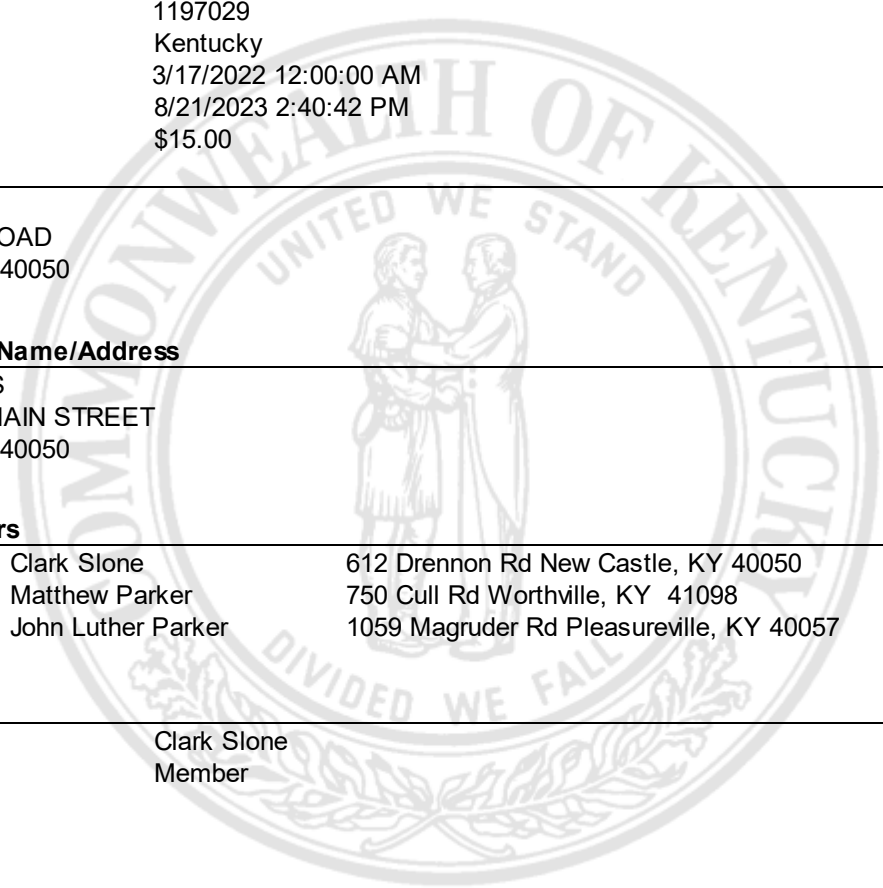 1197029
Kentucky
3/17/2022 12:00:00 AM
8/21/2023 2:40:42 PM
$15.00
OAD
40050
Name/Address
S
MAIN STREET
40050
rs
Clark Slone 612 Drennon Rd New Castle, KY 40050
Matthew Parker 750 Cull Rd Worthville, KY 41098
John Luther Parker 1059 Magruder Rd Pleasureville, KY 40057
Clark Slone
Member
COMMONWEALTH OF KENTUCKY
UNITED WE STAND
DIVIDED WE FALL